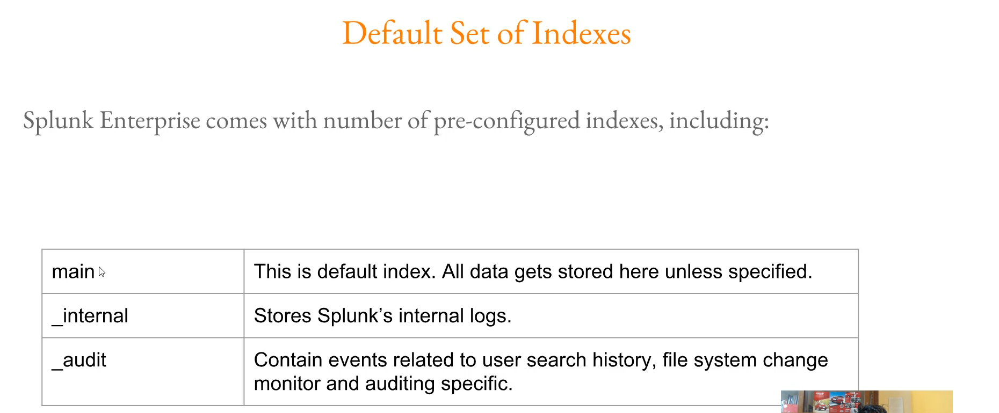 Default Set of Indexes
Splunk Enterprise comes with number of pre-configured indexes, including:
main
This is default index. All data gets stored here unless specified.
_internal
Stores Splunk’s internal logs.
_audit
Contain events related to user search history, file system change
monitor and auditing specific.